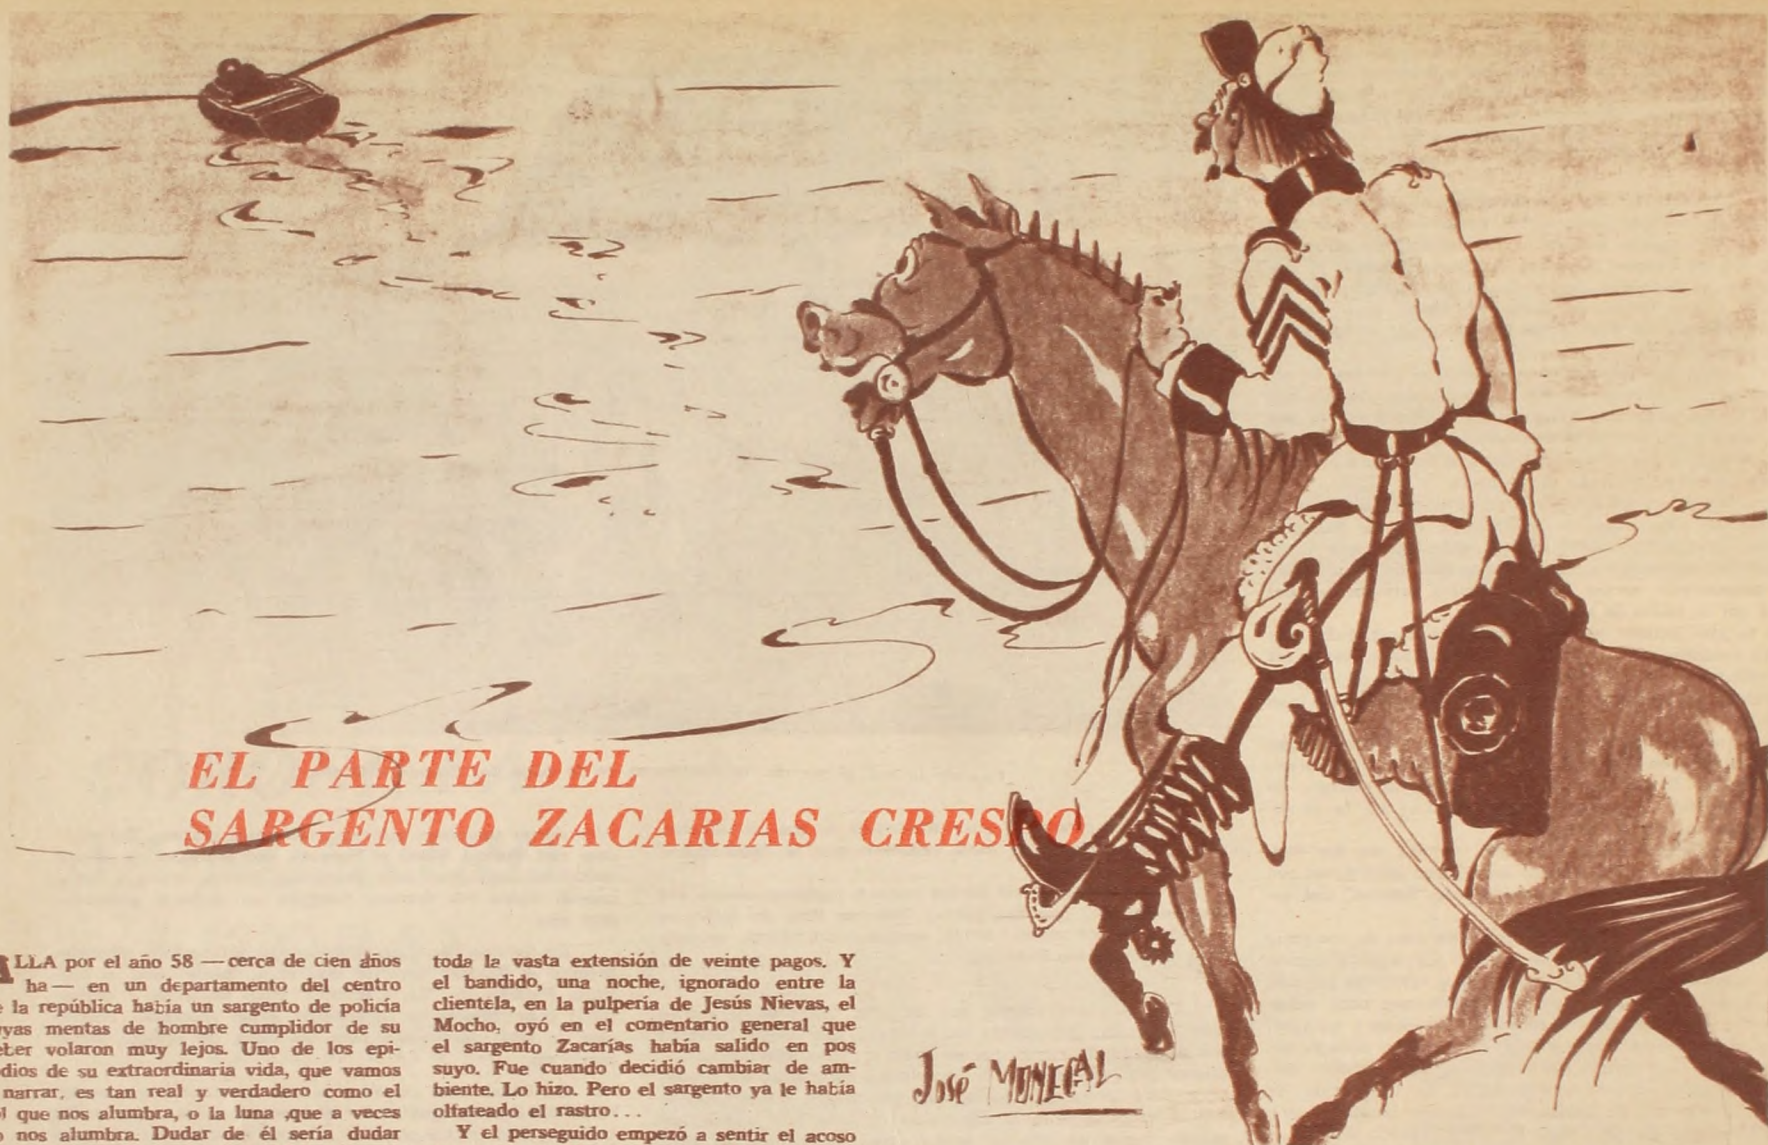 EL PARTE DEL
SARGENTO ZACARIAS CRESPO
ALLA por el año 58 —cerca de cien años
ha— en un departamento del centro
la república había un sargento de policía
yas mentas de hombre cumplidor de su
ber volaron muy lejos. Uno de los epi-
dios de su extraordinaria vida, que vamos
narrar, es tan real y verdadero como el
l que nos alumbra, o la luna ,que a veces
nos alumbra. Dudar de él sería dudar
toda la vasta extensión de veinte pagos. Y
el bandido, una noche, ignorado entre la
clientela, en la pulpería de Jesús Nievas, el
Mocho, oyó en el comentario general que
el sargento Zacarías había salido en pos
suyo. Fue cuando decidió cambiar de am-
biente. Lo hizo. Pero el sargento ya le había
olfateado el rastro...
Y el perseguido empezó a sentir el acoso
José MONEGAL